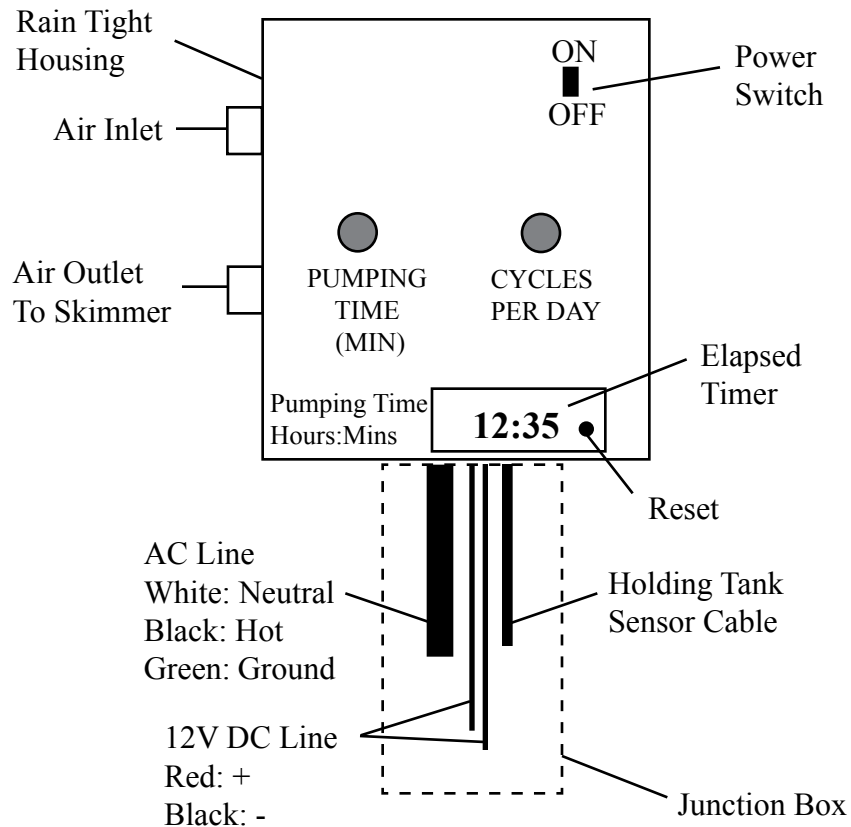 Rain Tight
Housing
ON
OFF
Power
Switch
Air Inlet
Air Outlet
To Skimmer
PUMPING
TIME
(MIN)
CYCLES
PER DAY
Elapsed
Timer
Pumping Time
Hours:Mins
12:35
Reset
AC Line
White: Neutral
Black: Hot
Green: Ground
Holding Tank
Sensor Cable
12V DC Line
Red: +
Black: -
Junction Box